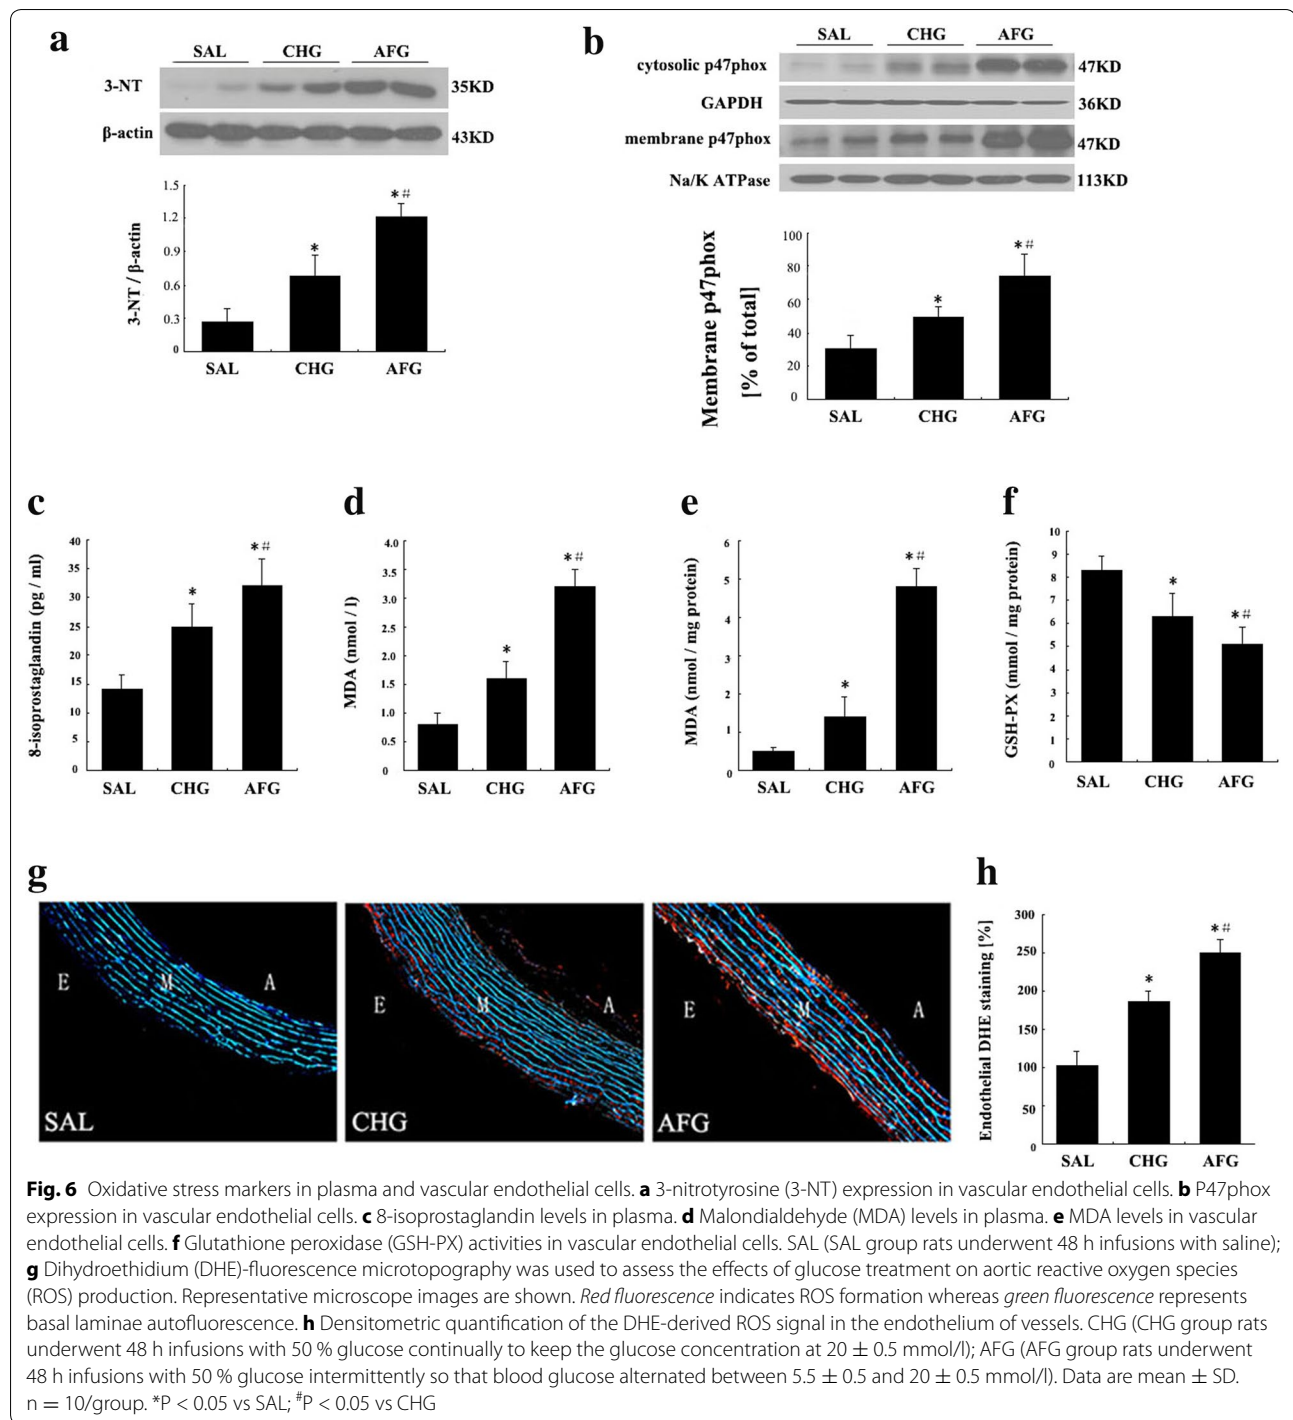 a
SAL CHG AFG
3-NT 35KD
β-actin 43KD
1.5
1.2
0.9
0.6
0.3
0
3-NT / β-actin
*
*#
SAL CHG AFG
b
SAL CHG AFG
cytosolic p47phox 47KD
GAPDH 36KD
membrane p47phox 47KD
Na/K ATPase 113KD
100
80
60
40
20
0
Membrane p47phox
[% of total]
*
*#
SAL CHG AFG
c
40
35
30
25
20
15
10
5
0
8-isoprostaglandin (pg / ml)
*
*#
SAL CHG AFG
d
4.0
3.5
3.0
2.5
2.0
1.5
1.0
0.5
0
MDA (nmol / l)
*
*#
SAL CHG AFG
e
6
5
4
3
2
1
0
MDA (nmol / mg protein)
*
*#
SAL CHG AFG
f
10
9
8
7
6
5
4
3
2
1
0
GSH-PX (mmol / mg protein)
*
*#
SAL CHG AFG
g
E M A
SAL
E M A
CHG
E M A
AFG
h
300
250
200
150
100
50
0
Endothelial DHE staining [%]
*
*#
SAL CHG AFG
Fig. 6 Oxidative stress markers in plasma and vascular endothelial cells. a 3-nitrotyrosine (3-NT) expression in vascular endothelial cells. b P47phox
expression in vascular endothelial cells. c 8-isoprostaglandin levels in plasma. d Malondialdehyde (MDA) levels in plasma. e MDA levels in vascular
endothelial cells. f Glutathione peroxidase (GSH-PX) activities in vascular endothelial cells. SAL (SAL group rats underwent 48 h infusions with saline);
g Dihydroethidium (DHE)-fluorescence microtopography was used to assess the effects of glucose treatment on aortic reactive oxygen species
(ROS) production. Representative microscope images are shown. Red fluorescence indicates ROS formation whereas green fluorescence represents
basal laminae autofluorescence. h Densitometric quantification of the DHE-derived ROS signal in the endothelium of vessels. CHG (CHG group rats
underwent 48 h infusions with 50 % glucose continually to keep the glucose concentration at 20 ± 0.5 mmol/l); AFG (AFG group rats underwent
48 h infusions with 50 % glucose intermittently so that blood glucose alternated between 5.5 ± 0.5 and 20 ± 0.5 mmol/l). Data are mean ± SD.
n = 10/group. *P < 0.05 vs SAL; #P < 0.05 vs CHG